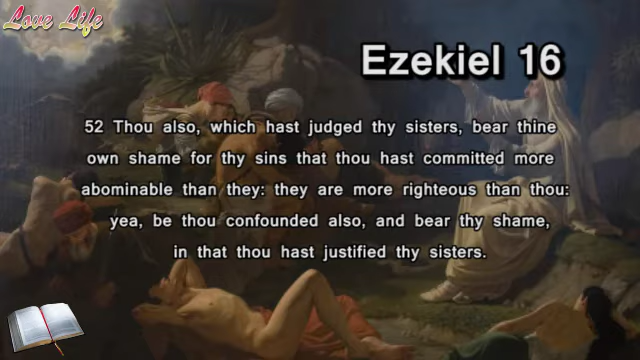 Love Life
Ezekiel 16
52 Thou also, which hast judged thy sisters, bear thine
own shame for thy sins that thou hast committed more
abominable than they: they are more righteous than thou:
yea, be thou confounded also, and bear thy shame,
in that thou hast justified thy sisters.